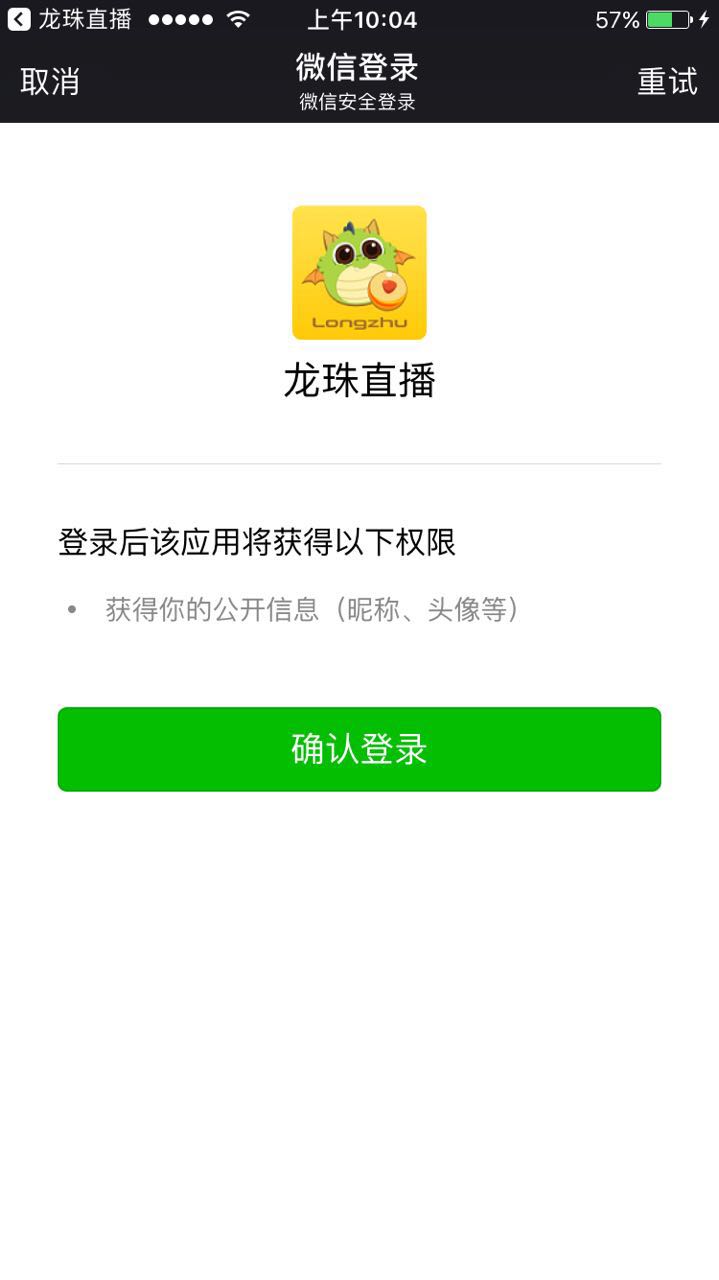 龙珠直播 上午10:04 57%
取消 微信登录 重试
微信安全登录
Longzhu
龙珠直播
登录后该应用将获得以下权限
• 获得你的公开信息（昵称、头像等）
确认登录